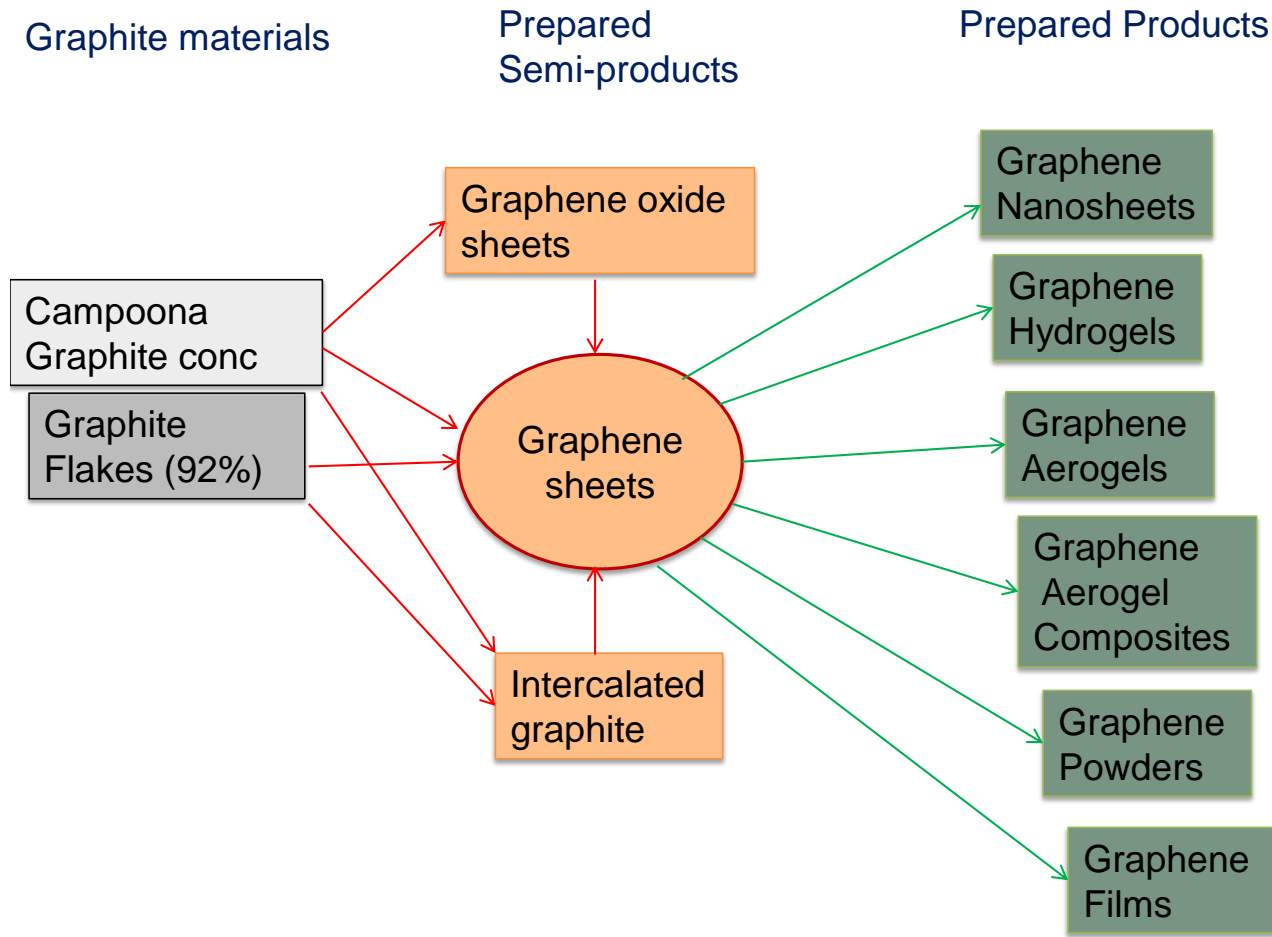 Graphite materials
Prepared
Semi-products
Prepared Products
Campoona
Graphite conc
Graphite
Flakes (92%)
Graphene oxide
sheets
Graphene
sheets
Intercalated
graphite
Graphene
Nanosheets
Graphene
Hydrogels
Graphene
Aerogels
Graphene
Aerogel
Composites
Graphene
Powders
Graphene
Films